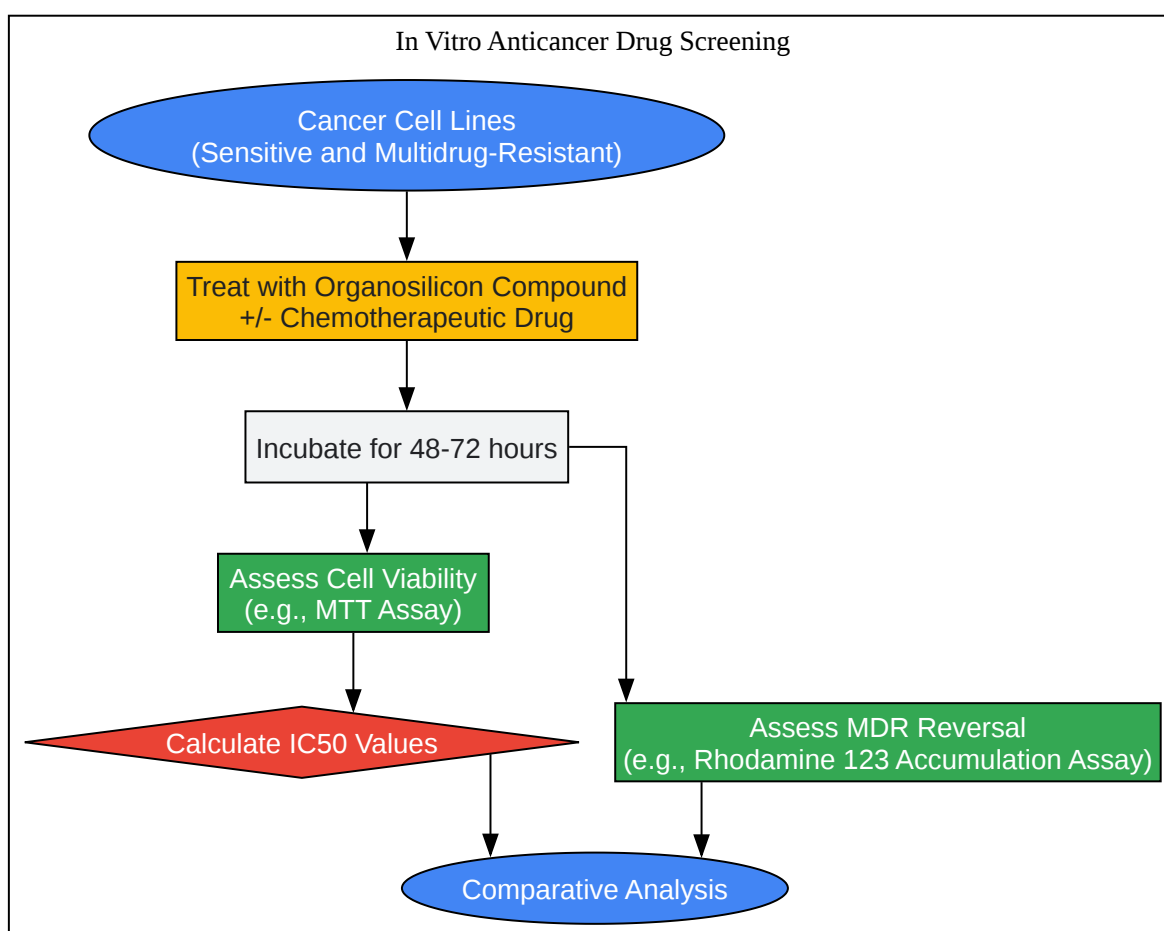 In Vitro Anticancer Drug Screening
Cancer Cell Lines
(Sensitive and Multidrug-Resistant)
Treat with Organosilicon Compound
+/- Chemotherapeutic Drug
Incubate for 48-72 hours
Assess Cell Viability
(e.g., MTT Assay)
Calculate IC50 Values
Assess MDR Reversal
(e.g., Rhodamine 123 Accumulation Assay)
Comparative Analysis